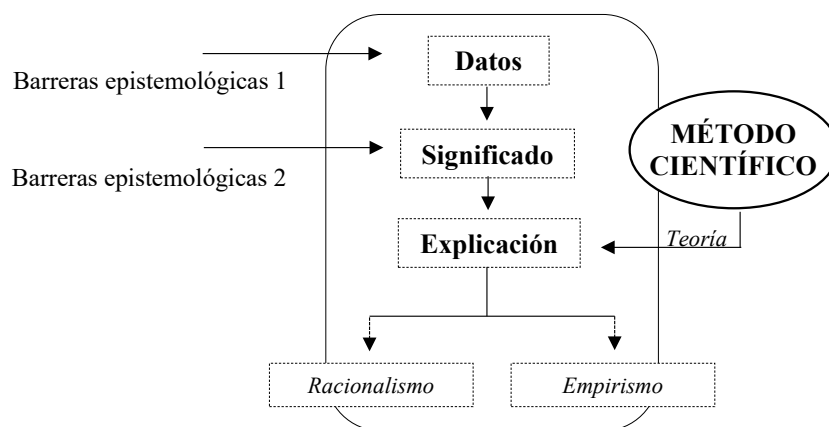 Datos
Barreras epistemológicas 1
MÉTODO
CIENTÍFICO
Significado
Barreras epistemológicas 2
Explicación
Teoría
Racionalismo
Empirismo